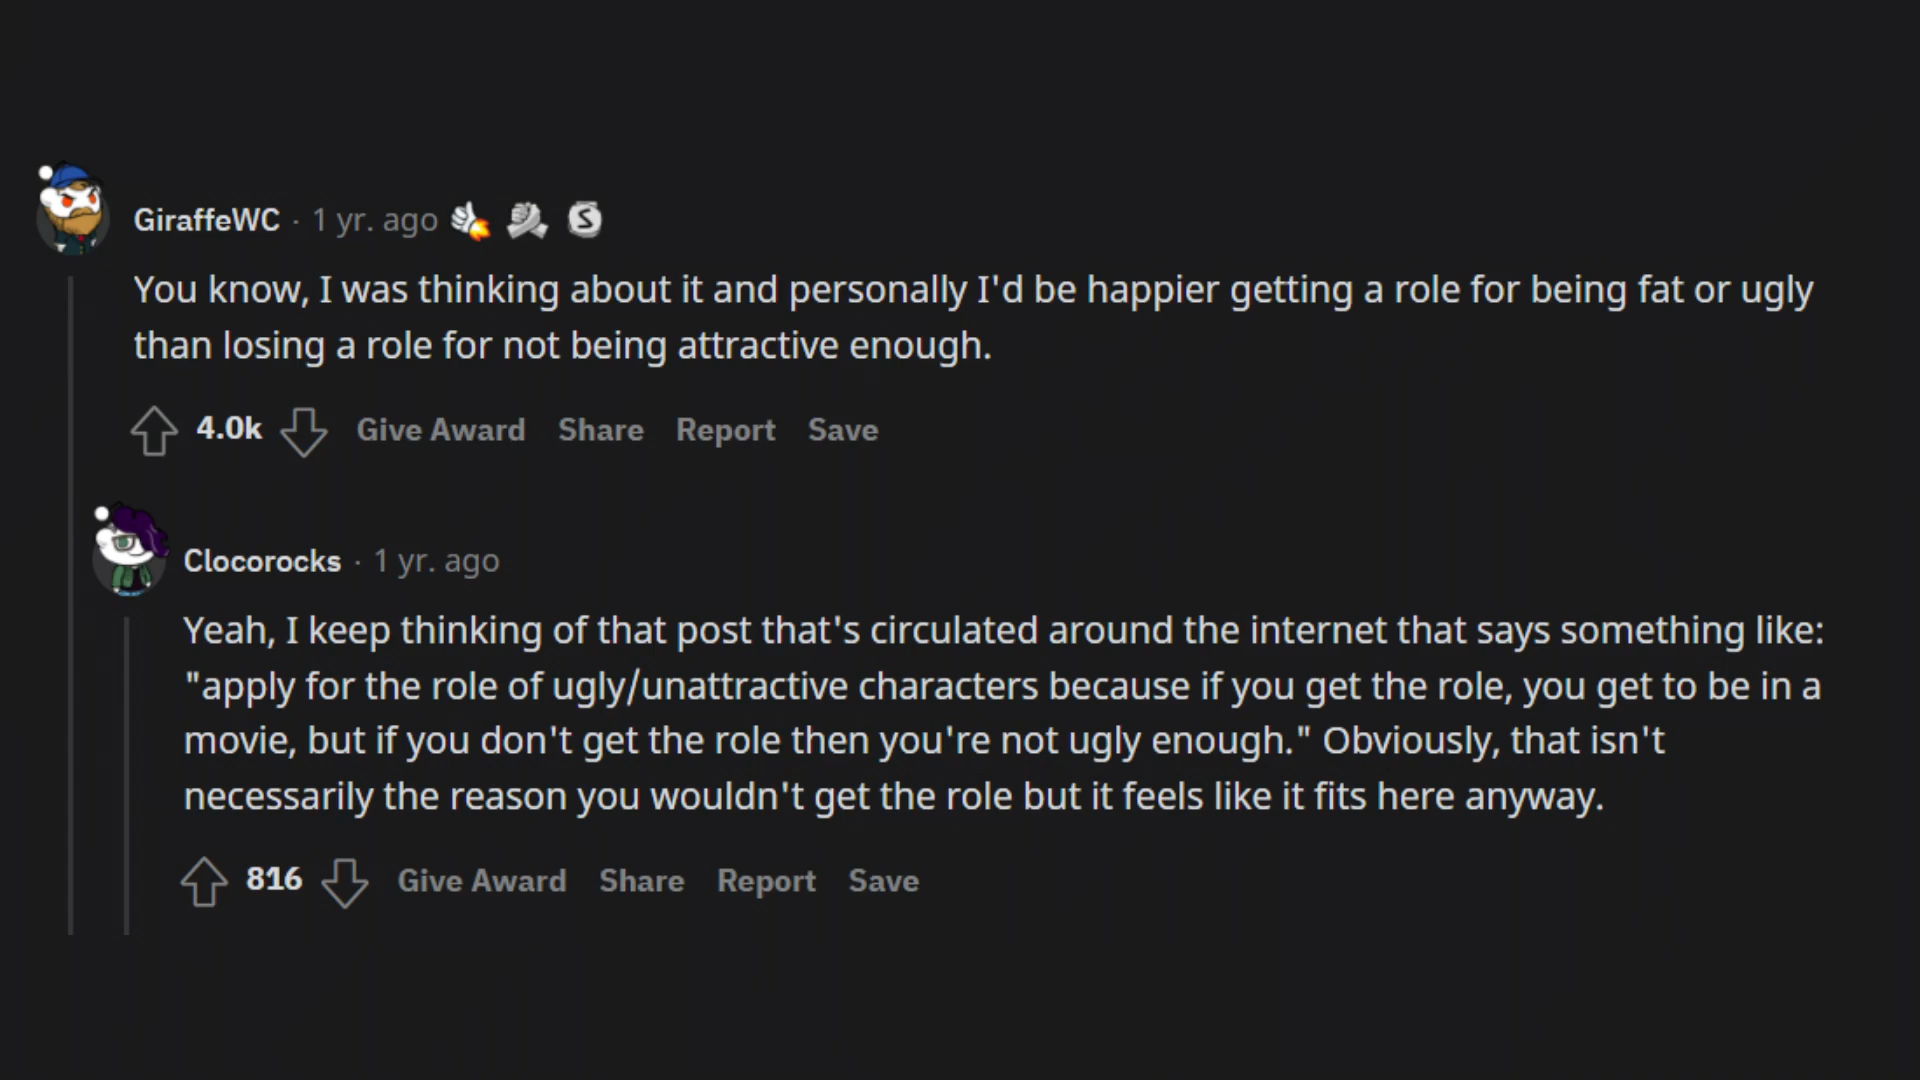 GiraffeWC · 1 yr. ago
You know, I was thinking about it and personally I'd be happier getting a role for being fat or ugly
than losing a role for not being attractive enough.
4.0k Give Award Share Report Save
Clocorocks · 1 yr. ago
Yeah, I keep thinking of that post that's circulated around the internet that says something like:
"apply for the role of ugly/unattractive characters because if you get the role, you get to be in a
movie, but if you don't get the role then you're not ugly enough." Obviously, that isn't
necessarily the reason you wouldn't get the role but it feels like it fits here anyway.
816 Give Award Share Report Save